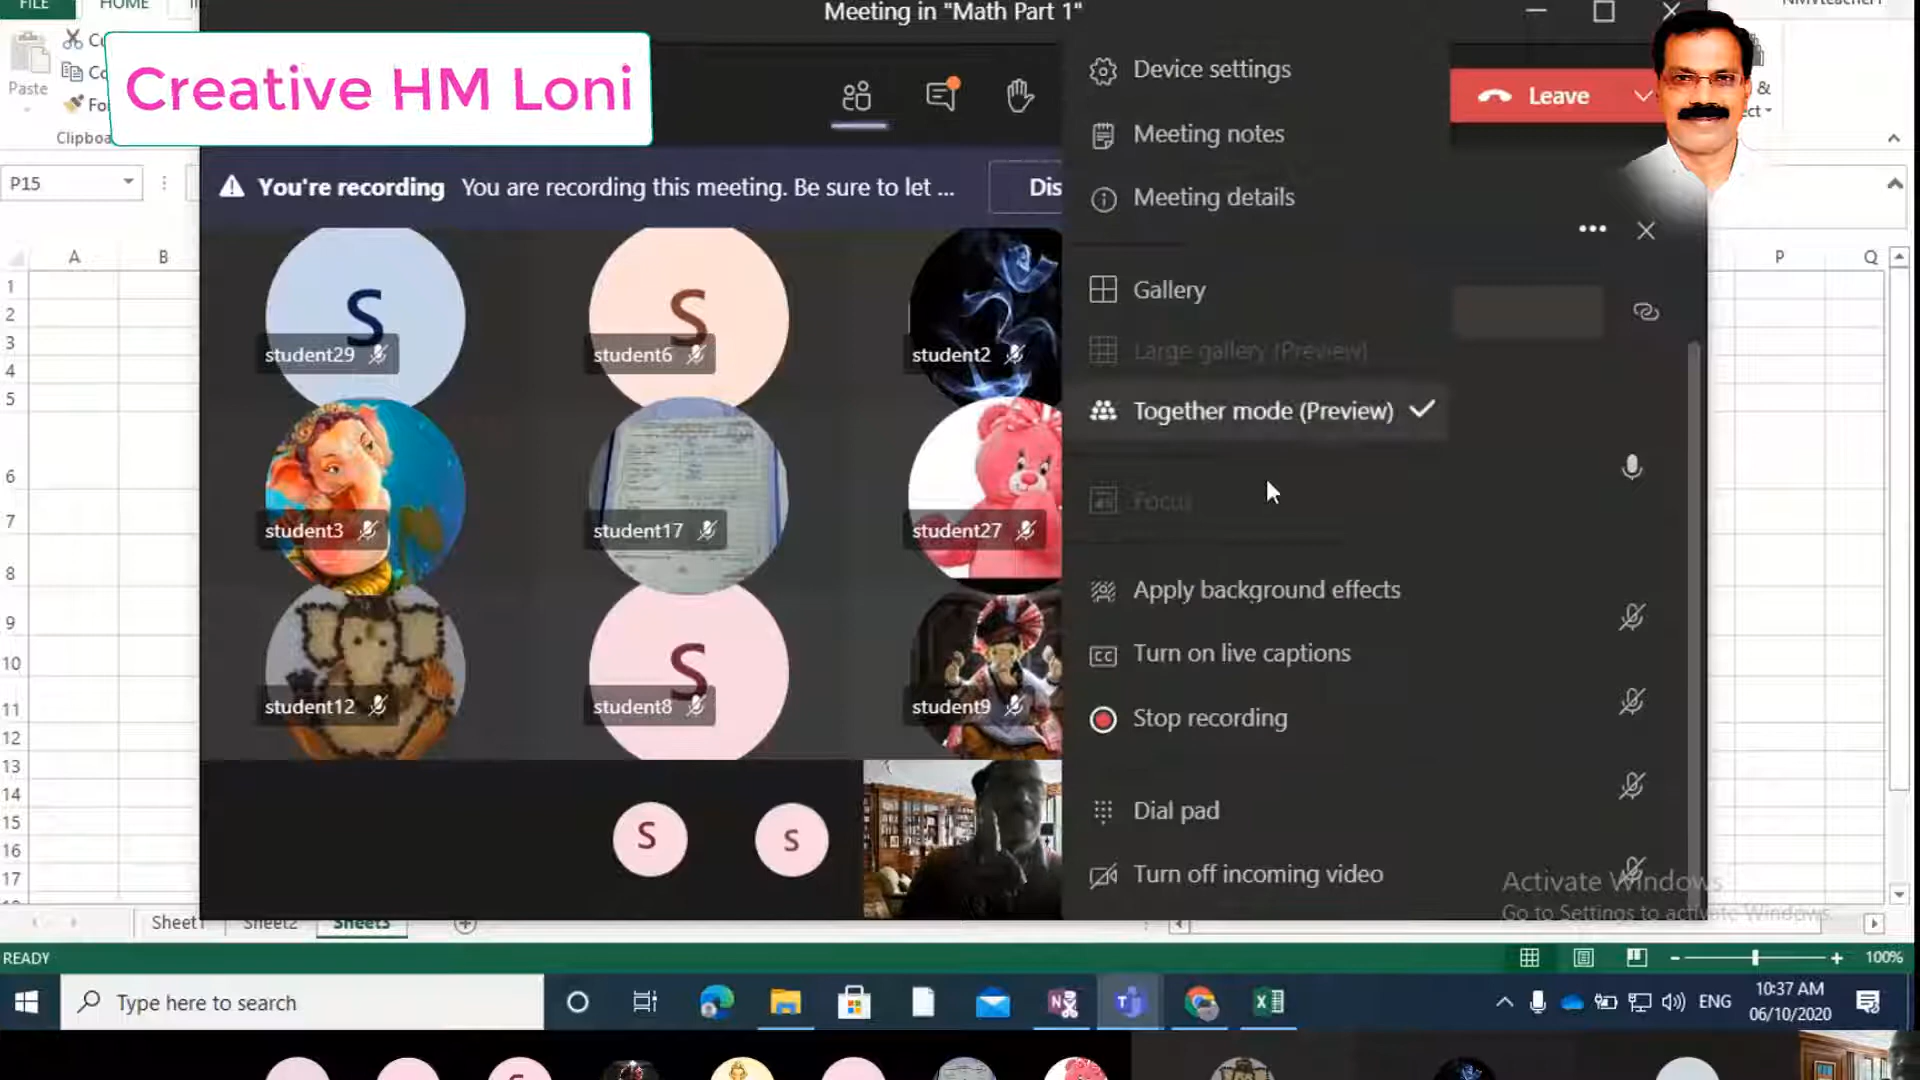 FILE
HOME
NMVteacher1
Meeting in "Math Part 1"
Creative HM Loni
Paste
Clipboa
Device settings
Leave
&
ct
Meeting notes
P15
You're recording You are recording this meeting. Be sure to let ...
Dis
Meeting details
A
B
P
Q
1
2
3
4
5
6
7
8
9
10
11
12
13
14
15
16
17
S
S
student29
student6
student2
Gallery
Large gallery (Preview)
Together mode (Preview)
student3
student17
student27
Focus
Apply background effects
CC Turn on live captions
S
student12
student8
student9
Stop recording
S
S
Dial pad
Turn off incoming video
Activate Windows
Go to Settings to activate Windows.
Sheet1
Sheet2
Sheet3
READY
100%
Type here to search
ENG
10:37 AM
06/10/2020